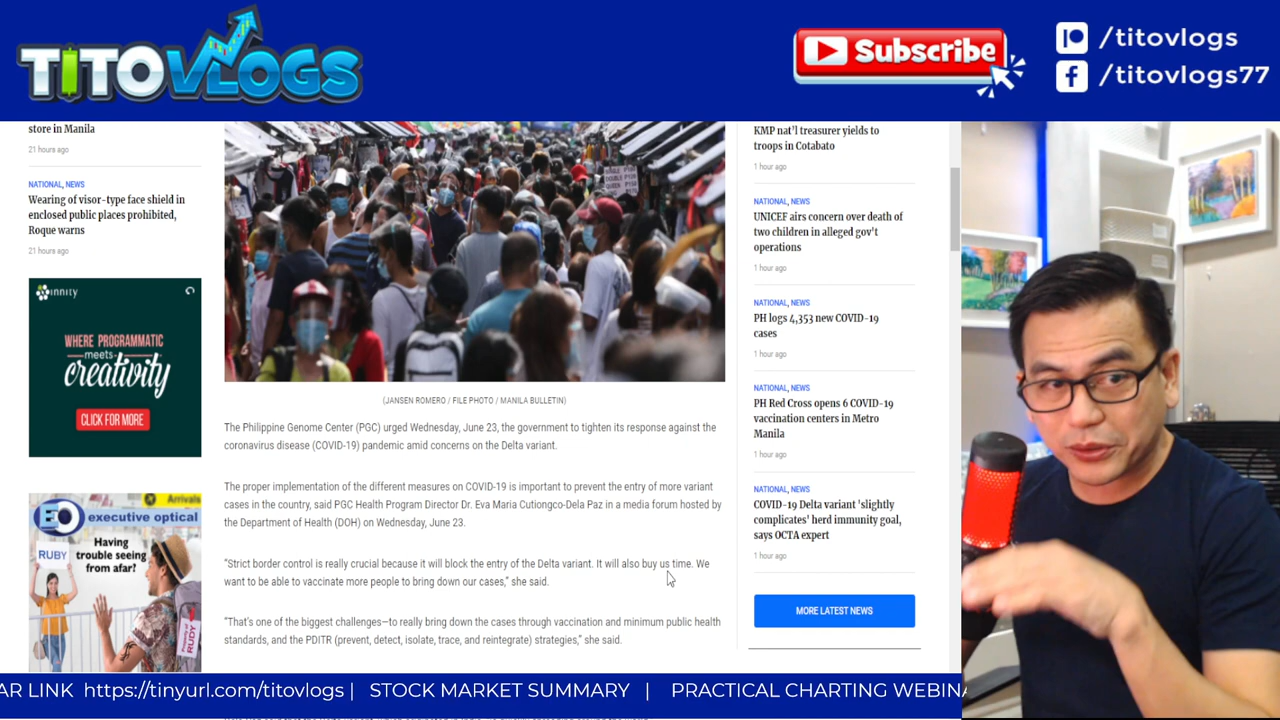 TITOVLOGS
Subscribe
/titovlogs
/titovlogs77
store in Manila
21 hours ago
NATIONAL, NEWS
Wearing of visor-type face shield in
enclosed public places prohibited,
Roque warns
21 hours ago
innity
WHERE PROGRAMMATIC
meets
creativity
CLICK FOR MORE
Arrivals
EO executive optical
Having
trouble seeing
from afar?
RUBY
RUDY
(JANSEN ROMERO / FILE PHOTO / MANILA BULLETIN)
The Philippine Genome Center (PGC) urged Wednesday, June 23, the government to tighten its response against the
coronavirus disease (COVID-19) pandemic amid concerns on the Delta variant.
The proper implementation of the different measures on COVID-19 is important to prevent the entry of more variant
cases in the country, said PGC Health Program Director Dr. Eva Maria Cutiongco-Dela Paz in a media forum hosted by
the Department of Health (DOH) on Wednesday, June 23.
“Strict border control is really crucial because it will block the entry of the Delta variant. It will also buy us time. We
want to be able to vaccinate more people to bring down our cases,” she said.
“That’s one of the biggest challenges—to really bring down the cases through vaccination and minimum public health
standards, and the PDITR (prevent, detect, isolate, trace, and reintegrate) strategies,” she said.
KMP nat’l treasurer yields to
troops in Cotabato
1 hour ago
NATIONAL, NEWS
UNICEF airs concern over death of
two children in alleged gov’t
operations
1 hour ago
NATIONAL, NEWS
PH logs 4,353 new COVID-19
cases
1 hour ago
NATIONAL, NEWS
PH Red Cross opens 6 COVID-19
vaccination centers in Metro
Manila
1 hour ago
NATIONAL, NEWS
COVID-19 Delta variant 'slightly
complicates' herd immunity goal,
says OCTA expert
1 hour ago
MORE LATEST NEWS
AR LINK https://tinyurl.com/titovlogs | STOCK MARKET SUMMARY | PRACTICAL CHARTING WEBINA